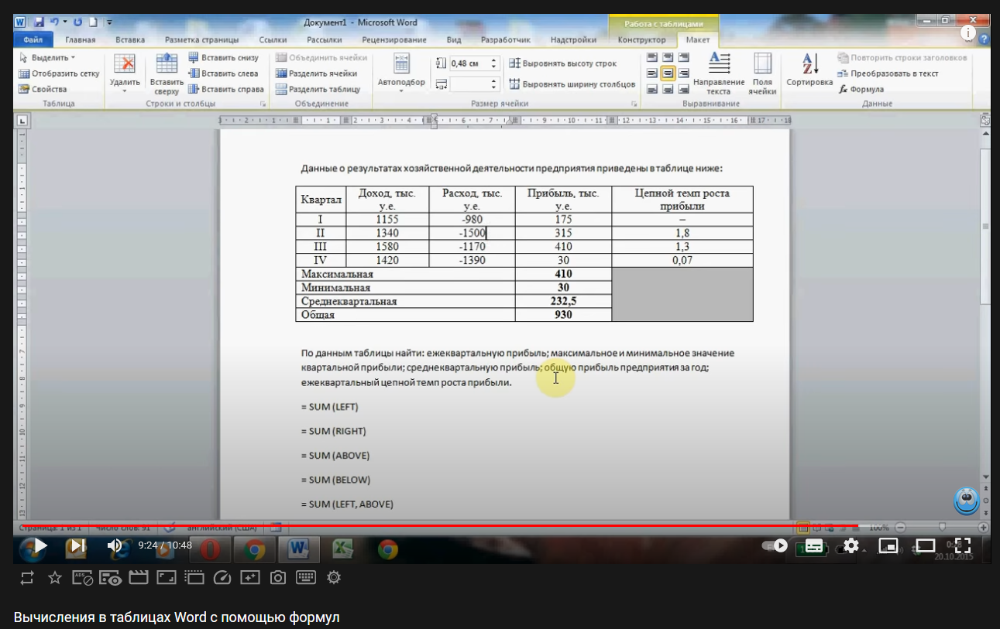 Документ1 - Microsoft Word
Работа с таблицами
Файл Главная Вставка Разметка страницы Ссылки Рассылки Рецензирование Вид Разработчик Надстройки Конструктор Макет
Выделить
Отобразить сетку
Свойства
Таблица
Удалить
Вставить сверху
Вставить снизу
Вставить слева
Вставить справа
Строки и столбцы
Объединить ячейки
Разделить ячейки
Разделить таблицу
Объединение
Автоподбор
0,48 см
Выровнять высоту строк
Выровнять ширину столбцов
Размер ячейки
Направление текста
Поля ячейки
Выравнивание
Сортировка
Повторить строки заголовков
Преобразовать в текст
fx Формула
Данные
Данные о результатах хозяйственной деятельности предприятия приведены в таблице ниже:
Квартал Доход, тыс. у.е. Расход, тыс. у.е. Прибыль, тыс. у.е. Цепной темп роста прибыли
I 1155 -980 175 –
II 1340 -1500 315 1,8
III 1580 -1170 410 1,3
IV 1420 -1390 30 0,07
Максимальная 410
Минимальная 30
Среднеквартальная 232,5
Общая 930
По данным таблицы найти: ежеквартальную прибыль; максимальное и минимальное значение
квартальной прибыли; среднеквартальную прибыль; общую прибыль предприятия за год;
ежеквартальный цепной темп роста прибыли.
= SUM (LEFT)
= SUM (RIGHT)
= SUM (ABOVE)
= SUM (BELOW)
= SUM (LEFT, ABOVE)
Страница: 1 из 1 Число слов: 91 английский (США) 100%
9:24 / 10:48
20.10.2015
Вычисления в таблицах Word с помощью формул